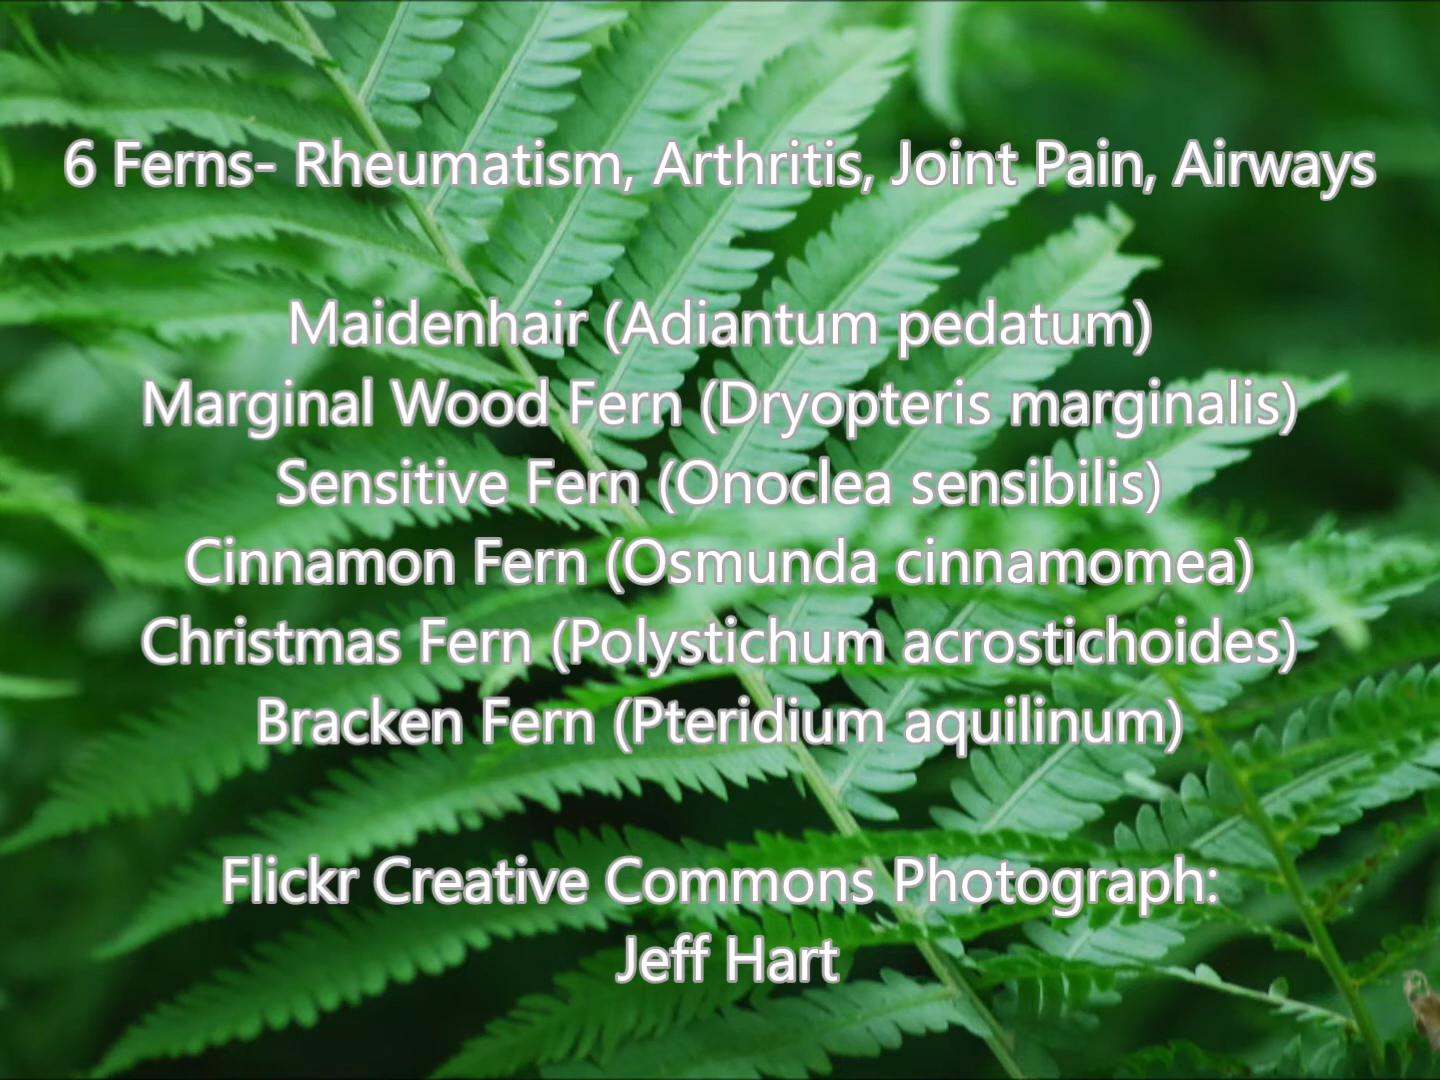 6 Ferns- Rheumatism, Arthritis, Joint Pain, Airways
Maidenhair (Adiantum pedatum)
Marginal Wood Fern (Dryopteris marginalis)
Sensitive Fern (Onoclea sensibilis)
Cinnamon Fern (Osmunda cinnamomea)
Christmas Fern (Polystichum acrostichoides)
Bracken Fern (Pteridium aquilinum)
Flickr Creative Commons Photograph:
Jeff Hart